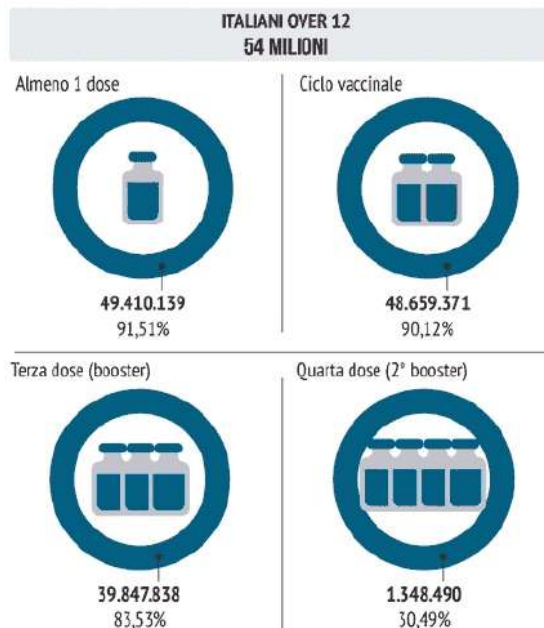 ITALIANI OVER 12
54 MILIONI
Almeno 1 dose
49.410.139
91,51%
Ciclo vaccinale
48.659.371
90,12%
Terza dose (booster)
39.847.838
83,53%
Quarta dose (2° booster)
1.348.490
30,49%